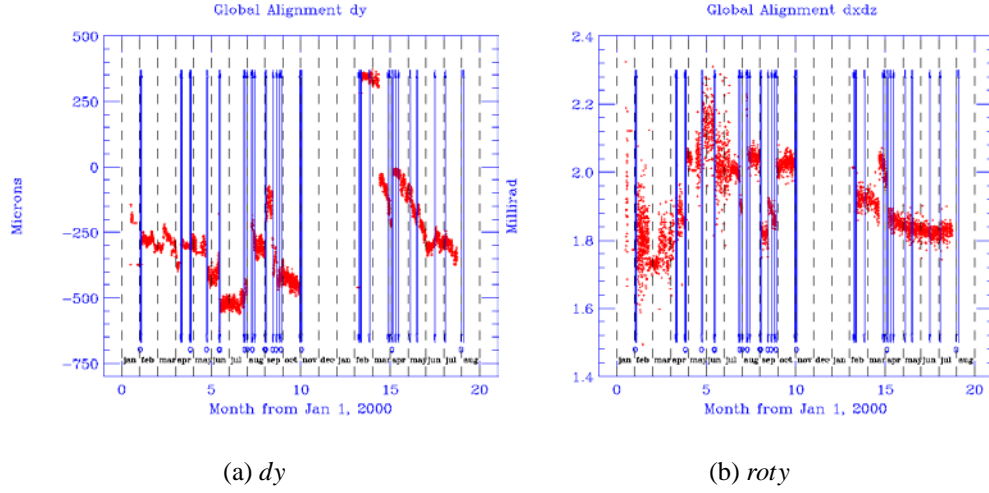 Global Alignment dy
500
250
0
-250
-500
-750
Microns
jan feb mar apr may jun jul aug sep oct nov dec jan feb mar apr may jun jul aug
0 5 10 15 20
Month from Jan 1, 2000
(a) dy
Global Alignment dxdz
2.4
2.2
2.0
1.8
1.6
1.4
Millirad
jan feb mar apr may jun jul aug sep oct nov dec jan feb mar apr may jun jul aug
0 5 10 15 20
Month from Jan 1, 2000
(b) roty